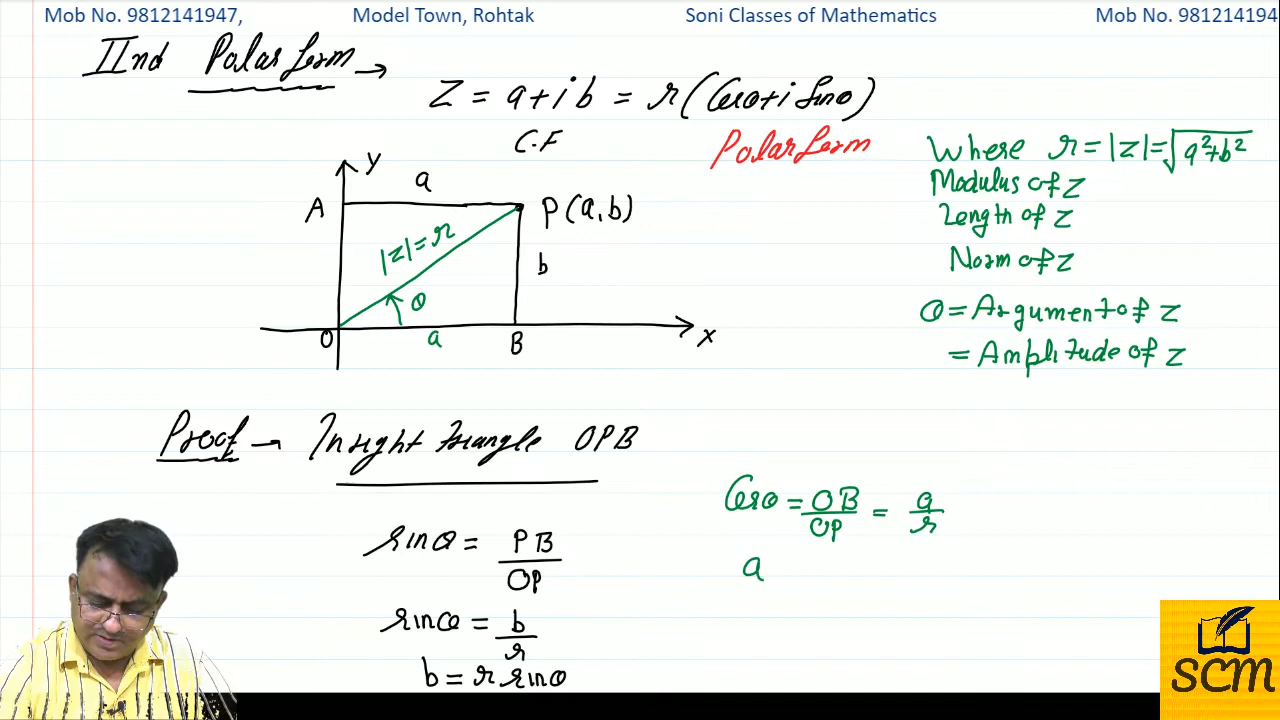 Mob No. 9812141947, Model Town, Rohtak Soni Classes of Mathematics Mob No. 981214194
IInd Polar form →
Z = a+ib = r(Cosθ+i Sinθ)
C.F
Polar form
Where r = |z| = √a²+b²
Modulus of z
Length of z
Norm of z
θ = Argument of z
= Amplitude of z
Y
a
A
P(a,b)
|z|=r
b
θ
O
a
B
X
Proof → In right triangle OPB
Sinθ = PB/OP
Sinθ = b/r
b = r sinθ
Cosθ = OB/OP = a/r
a
SCM